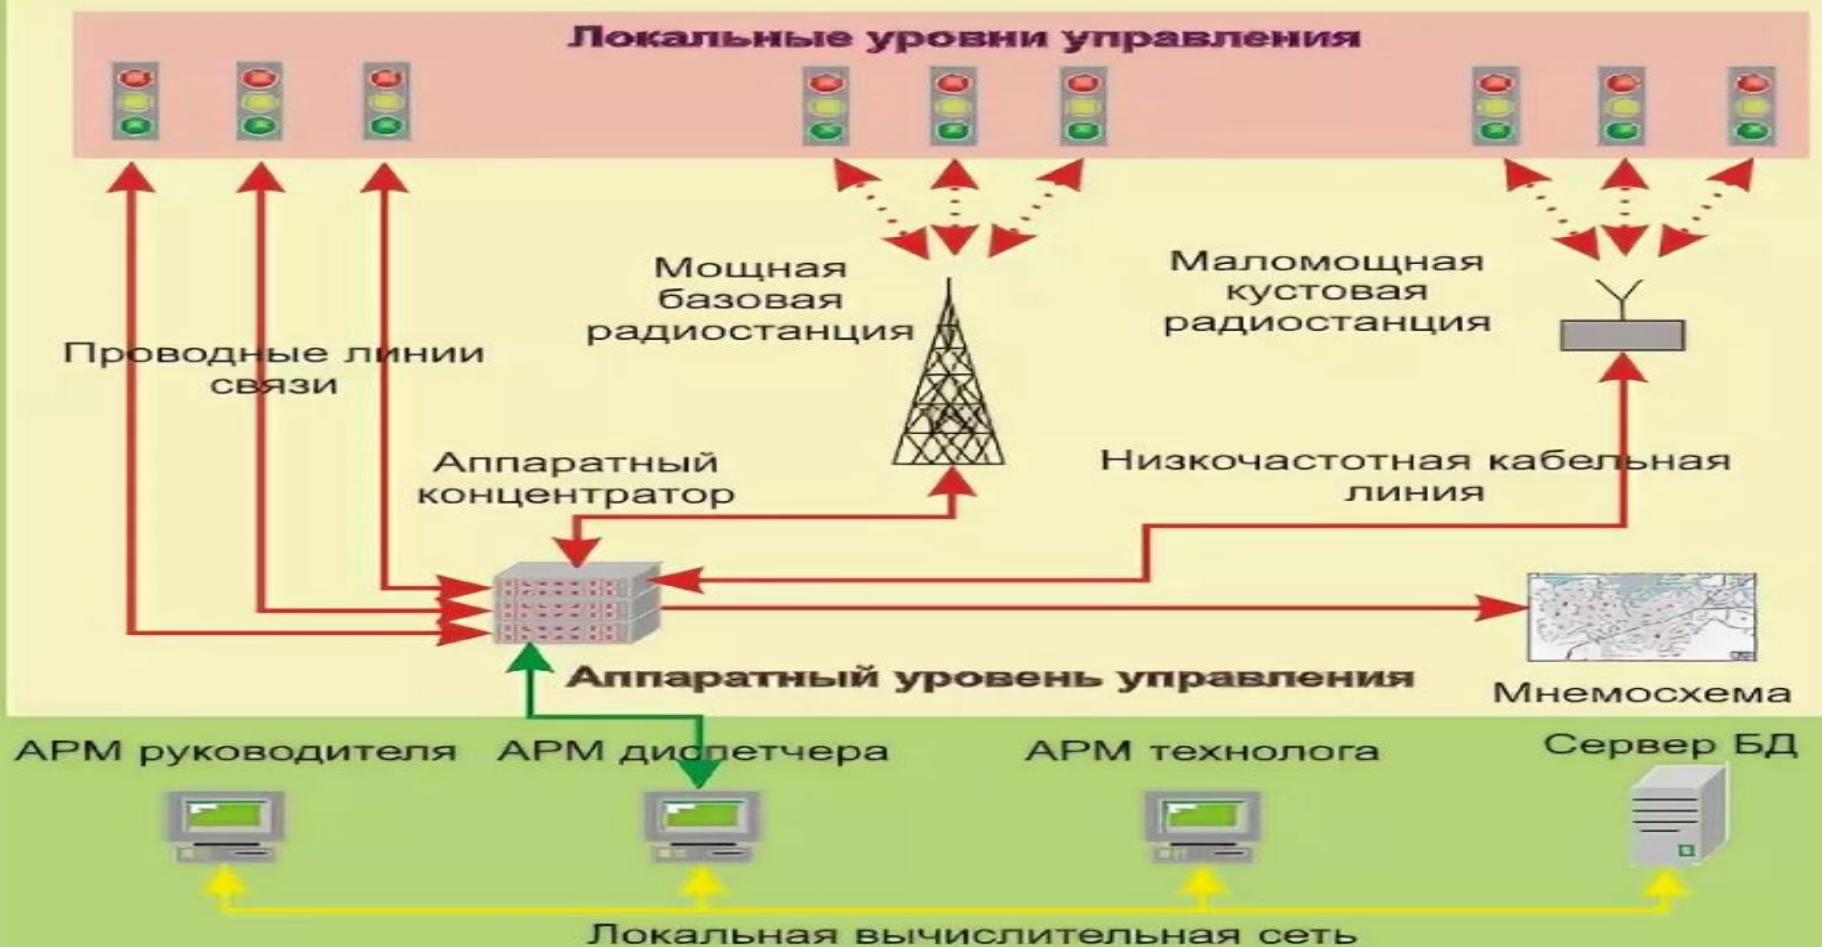 Локальные уровни управления
Мощная
базовая
радиостанция
Маломощная
кустовая
радиостанция
Проводные линии
связи
Аппаратный
концентратор
Низкочастотная кабельная
линия
Аппаратный уровень управления
Мнемосхема
АРМ руководителя
АРМ диспетчера
АРМ технолога
Сервер БД
Локальная вычислительная сеть